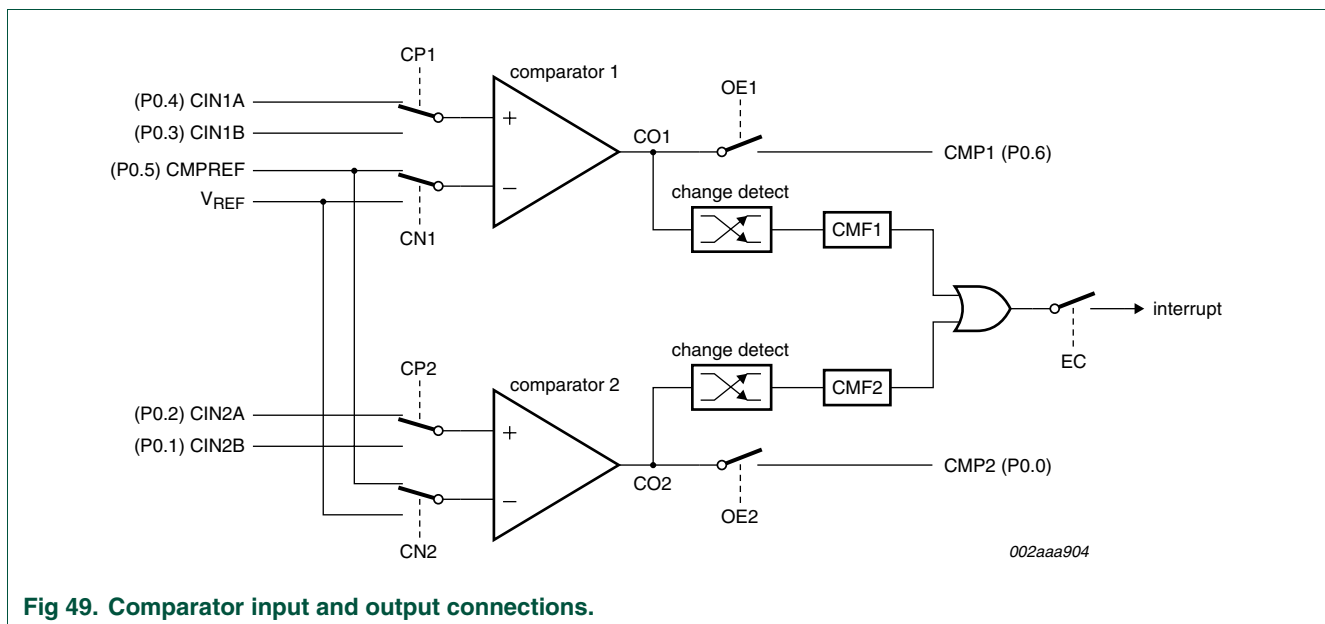 CP1
comparator 1
OE1
(P0.4) CIN1A
(P0.3) CIN1B
+
CO1
CMP1 (P0.6)
(P0.5) CMPREF
VREF
−
change detect
CMF1
CN1
interrupt
EC
change detect
CP2
comparator 2
CMF2
(P0.2) CIN2A
(P0.1) CIN2B
+
CO2
CMP2 (P0.0)
−
OE2
CN2
002aaa904
Fig 49. Comparator input and output connections.